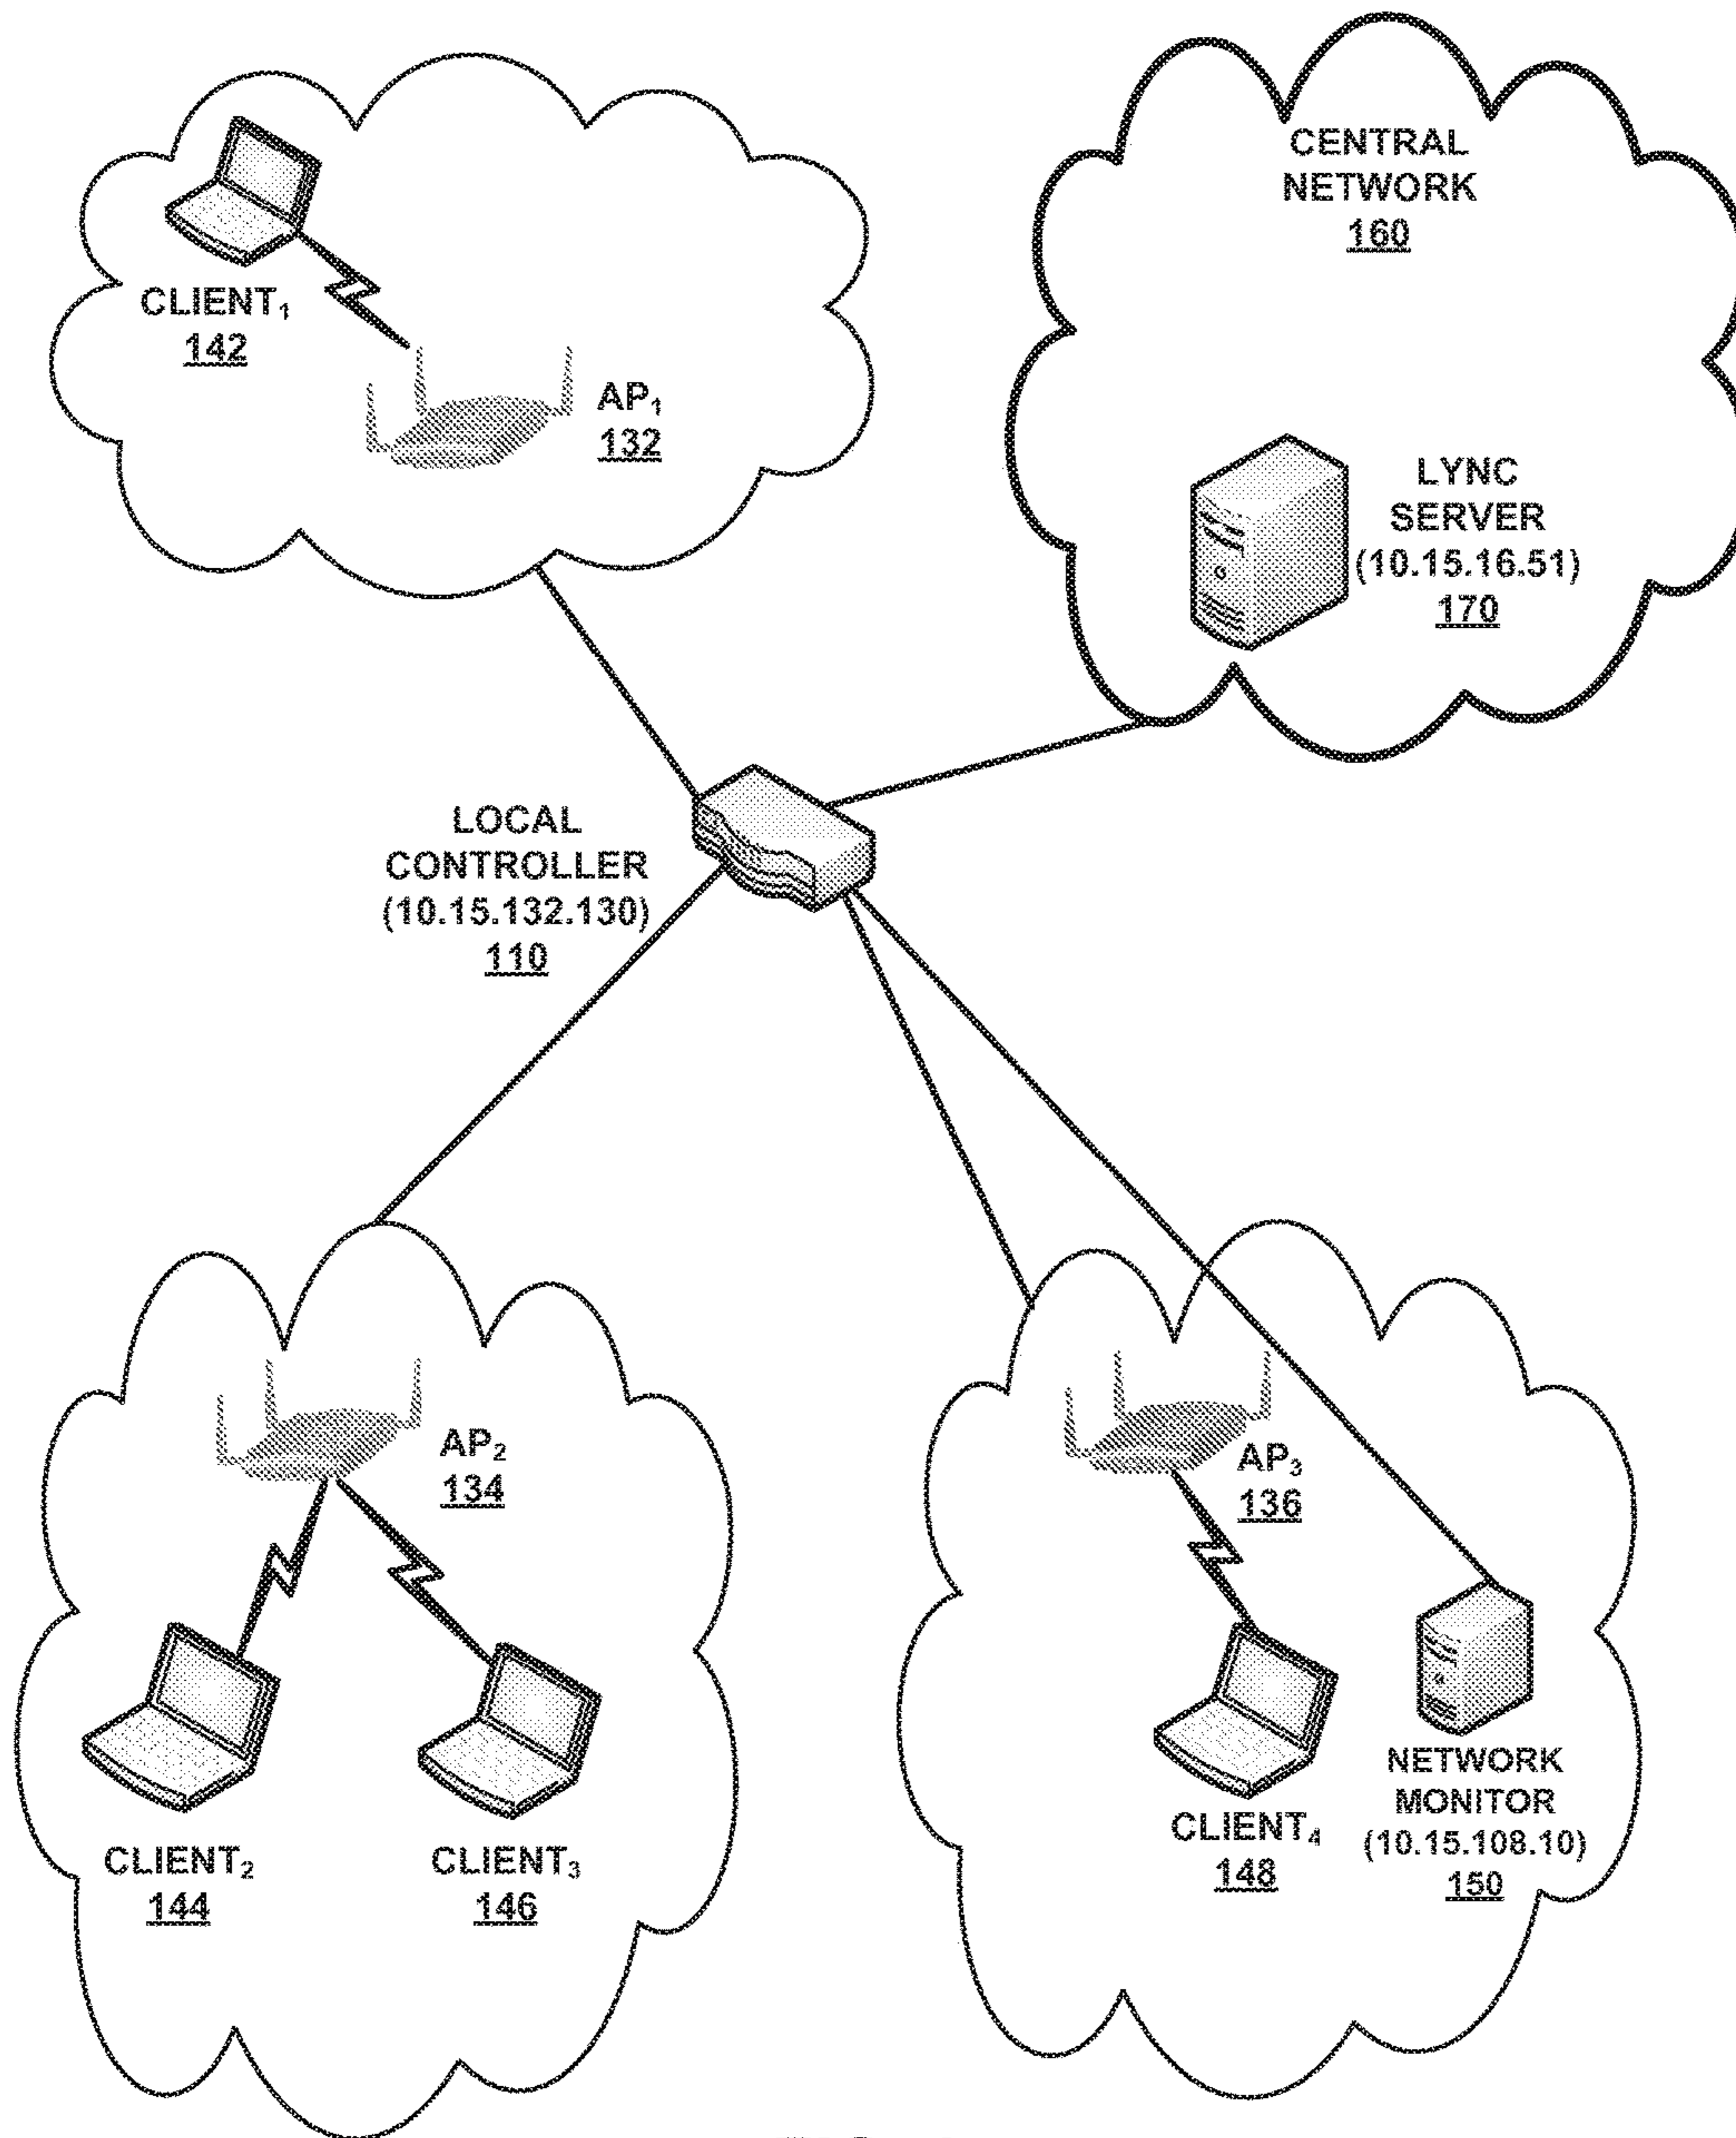 CENTRAL
NETWORK
160
CLIENT₁
142
AP₁
132
LYNC
SERVER
(10.15.16.51)
170
LOCAL
CONTROLLER
(10.15.132.130)
110
AP₂
134
AP₃
136
CLIENT₂
144
CLIENT₃
146
CLIENT₄
148
NETWORK
MONITOR
(10.15.108.10)
150